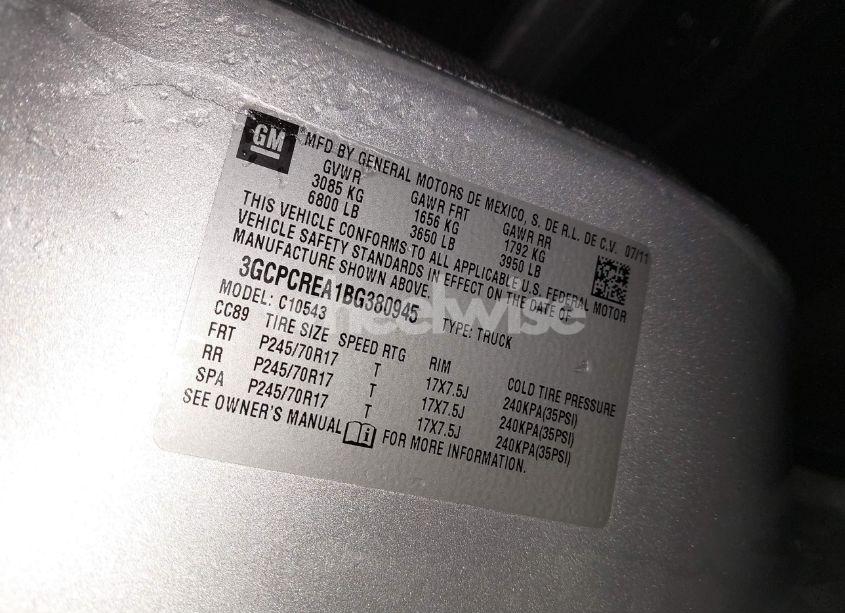 GM
MFD BY GENERAL MOTORS DE MEXICO, S. DE R.L. DE C.V. 07/11
GVWR GAWR FRT GAWR RR
3085 KG 1656 KG 1792 KG
6800 LB 3650 LB 3950 LB
THIS VEHICLE CONFORMS TO ALL APPLICABLE U.S. FEDERAL MOTOR
VEHICLE SAFETY STANDARDS IN EFFECT ON THE DATE OF
MANUFACTURE SHOWN ABOVE.
3GCPCREA1BG380945 TYPE: TRUCK
MODEL: C10543
CC89 TIRE SIZE SPEED RTG RIM COLD TIRE PRESSURE
FRT P245/70R17 T 17X7.5J 240KPA(35PSI)
RR P245/70R17 T 17X7.5J 240KPA(35PSI)
SPA P245/70R17 T 17X7.5J 240KPA(35PSI)
SEE OWNER'S MANUAL FOR MORE INFORMATION.